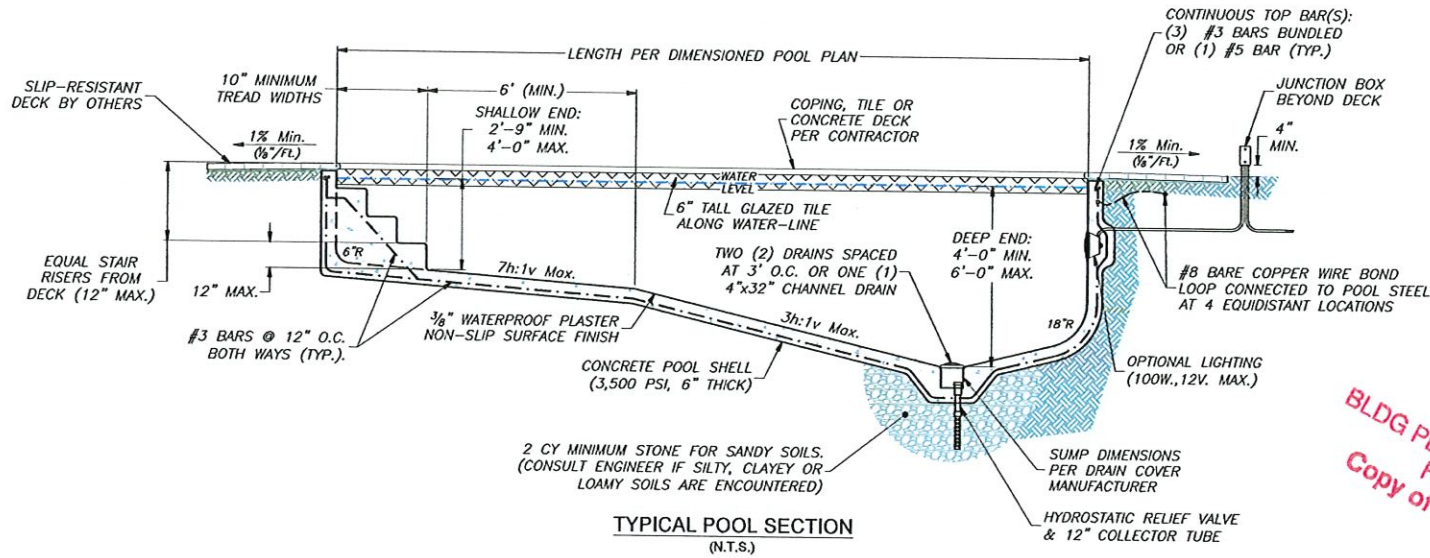 CONTINUOUS TOP BAR(S):
(3) #3 BARS BUNDLED
OR (1) #5 BAR (TYP.)
LENGTH PER DIMENSIONED POOL PLAN
SLIP-RESISTANT
DECK BY OTHERS
10" MINIMUM
TREAD WIDTHS
6' (MIN.)
SHALLOW END:
2'-9" MIN.
4'-0" MAX.
COPING, TILE OR
CONCRETE DECK
PER CONTRACTOR
JUNCTION BOX
BEYOND DECK
4"
MIN.
1% Min.
(⅛"/Ft.)
1% Min.
(⅛"/Ft.)
WATER
LEVEL
6" TALL GLAZED TILE
ALONG WATER-LINE
EQUAL STAIR
RISERS FROM
DECK (12" MAX.)
12" MAX.
6"R
7h:1v Max.
TWO (2) DRAINS SPACED
AT 3' O.C. OR ONE (1)
4"x32" CHANNEL DRAIN
DEEP END:
4'-0" MIN.
6'-0" MAX.
#8 BARE COPPER WIRE BOND
LOOP CONNECTED TO POOL STEEL
AT 4 EQUIDISTANT LOCATIONS
#3 BARS @ 12" O.C.
BOTH WAYS (TYP.).
⅜" WATERPROOF PLASTER
NON-SLIP SURFACE FINISH
3h:1v Max.
18"R
CONCRETE POOL SHELL
(3,500 PSI, 6" THICK)
OPTIONAL LIGHTING
(100W.,12V. MAX.)
2 CY MINIMUM STONE FOR SANDY SOILS.
(CONSULT ENGINEER IF SILTY, CLAYEY OR
LOAMY SOILS ARE ENCOUNTERED)
SUMP DIMENSIONS
PER DRAIN COVER
MANUFACTURER
HYDROSTATIC RELIEF VALVE
& 12" COLLECTOR TUBE
TYPICAL POOL SECTION
(N.T.S.)
BLDG
Copy of